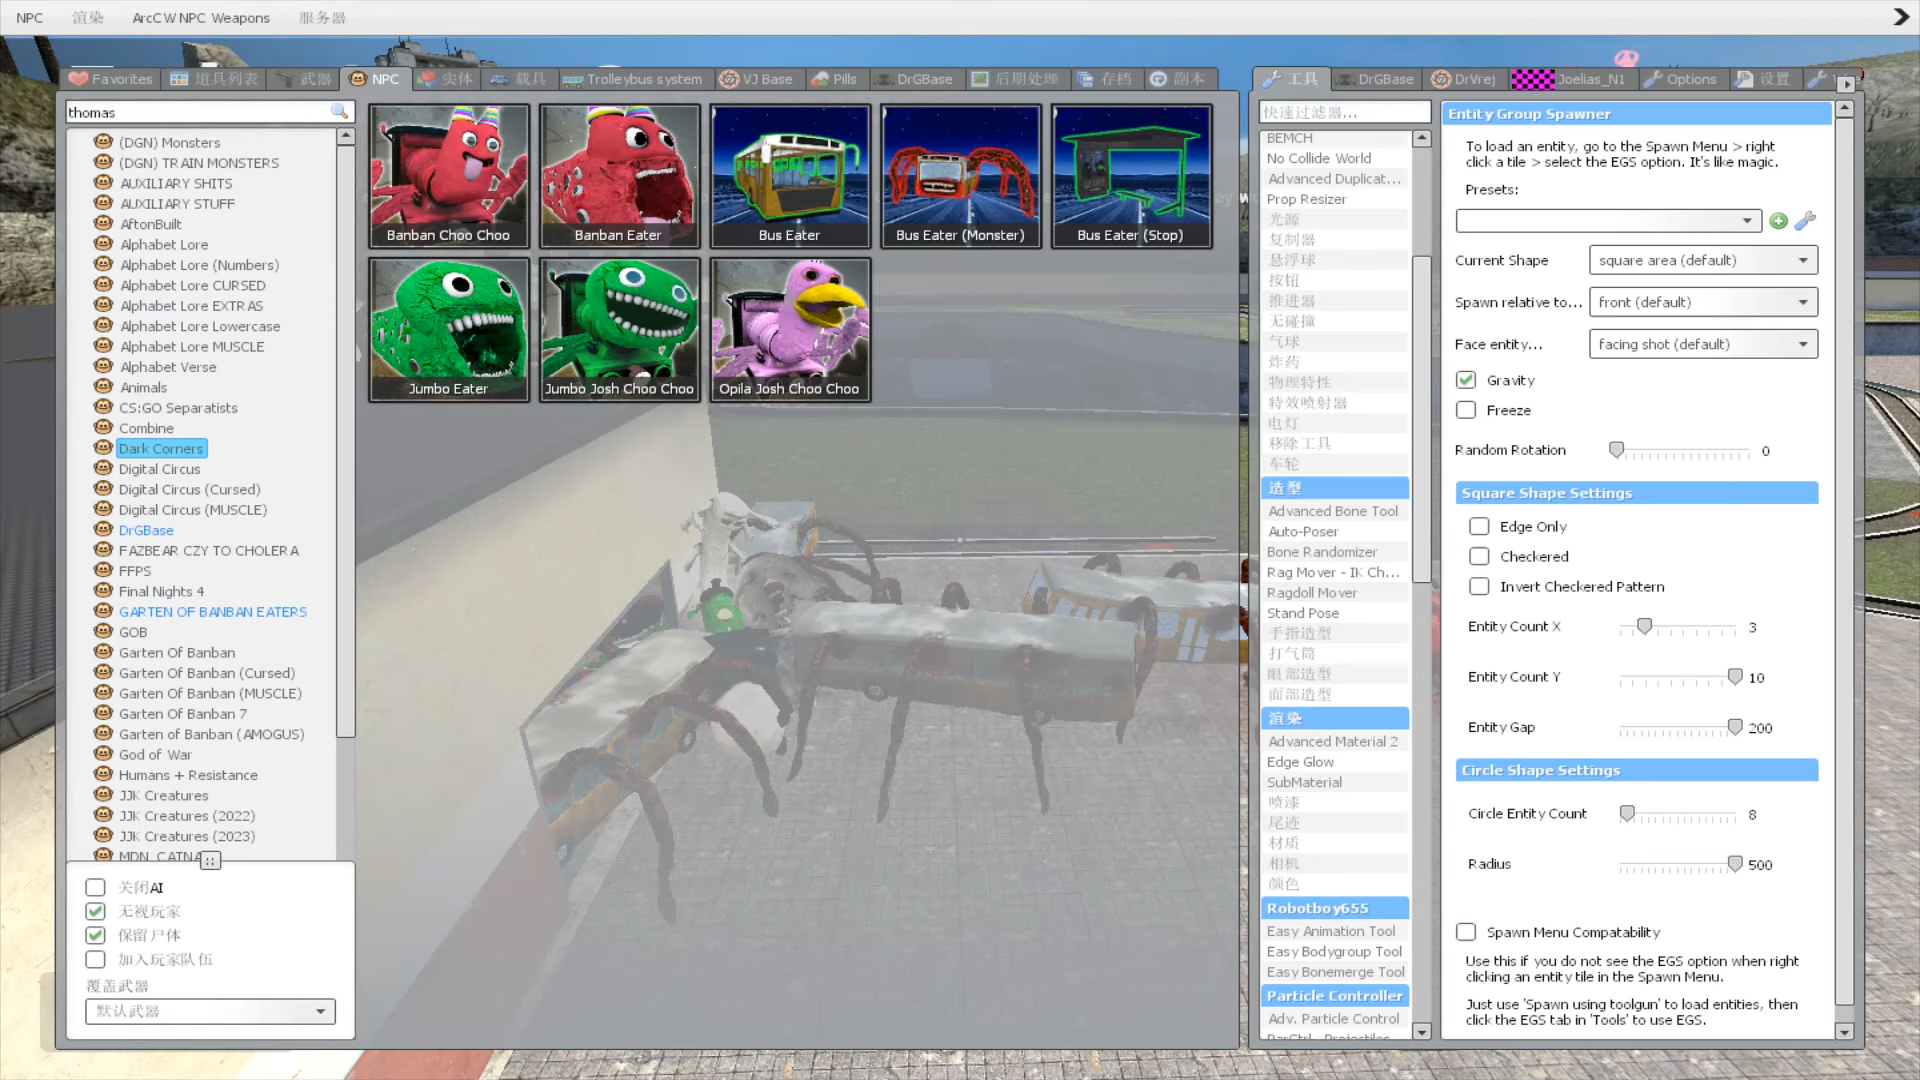 NPC 渲染 ArcCW NPC Weapons 服务器
Favorites 道具列表 武器 NPC 实体 载具 Trolleybus system VJ Base Pills DrGBase 后期处理 存档 副本
thomas
(DGN) Monsters
(DGN) TRAIN MONSTERS
AUXILIARY SHITS
AUXILIARY STUFF
AftonBuilt
Alphabet Lore
Alphabet Lore (Numbers)
Alphabet Lore CURSED
Alphabet Lore EXTRAS
Alphabet Lore Lowercase
Alphabet Lore MUSCLE
Alphabet Verse
Animals
CS:GO Separatists
Combine
Dark Corners
Digital Circus
Digital Circus (Cursed)
Digital Circus (MUSCLE)
DrGBase
FAZBEAR CZY TO CHOLERA
FFPS
Final Nights 4
GARTEN OF BANBAN EATERS
GOB
Garten Of Banban
Garten Of Banban (Cursed)
Garten Of Banban (MUSCLE)
Garten Of Banban 7
Garten of Banban (AMOGUS)
God of War
Humans + Resistance
JJK Creatures
JJK Creatures (2022)
JJK Creatures (2023)
关闭AI
无视玩家
保留尸体
加入玩家队伍
覆盖武器
默认武器
Banban Choo Choo
Banban Eater
Bus Eater
Bus Eater (Monster)
Bus Eater (Stop)
Jumbo Eater
Jumbo Josh Choo Choo
Opila Josh Choo Choo
工具 DrGBase DrVrej Joelias_N1 Options 设置
快速过滤器...
BEMCH
No Collide World
Advanced Duplicat...
Prop Resizer
光源
复制器
悬浮球
按钮
推进器
无碰撞
气球
炸药
物理特性
特效喷射器
电灯
移除工具
车轮
造型
Advanced Bone Tool
Auto-Poser
Bone Randomizer
Rag Mover - IK Ch...
Ragdoll Mover
Stand Pose
手指造型
打气筒
眼部造型
面部造型
渲染
Advanced Material 2
Edge Glow
SubMaterial
喷漆
尾迹
材质
相机
颜色
Robotboy655
Easy Animation Tool
Easy Bodygroup Tool
Easy Bonemerge Tool
Particle Controller
Adv. Particle Control
Entity Group Spawner
To load an entity, go to the Spawn Menu > right
click a tile > select the EGS option. It's like magic.
Presets:
Current Shape square area (default)
Spawn relative to... front (default)
Face entity... facing shot (default)
Gravity
Freeze
Random Rotation 0
Square Shape Settings
Edge Only
Checkered
Invert Checkered Pattern
Entity Count X 3
Entity Count Y 10
Entity Gap 200
Circle Shape Settings
Circle Entity Count 8
Radius 500
Spawn Menu Compatability
Use this if you do not see the EGS option when right
clicking an entity tile in the Spawn Menu.
Just use 'Spawn using toolgun' to load entities, then
click the EGS tab in 'Tools' to use EGS.